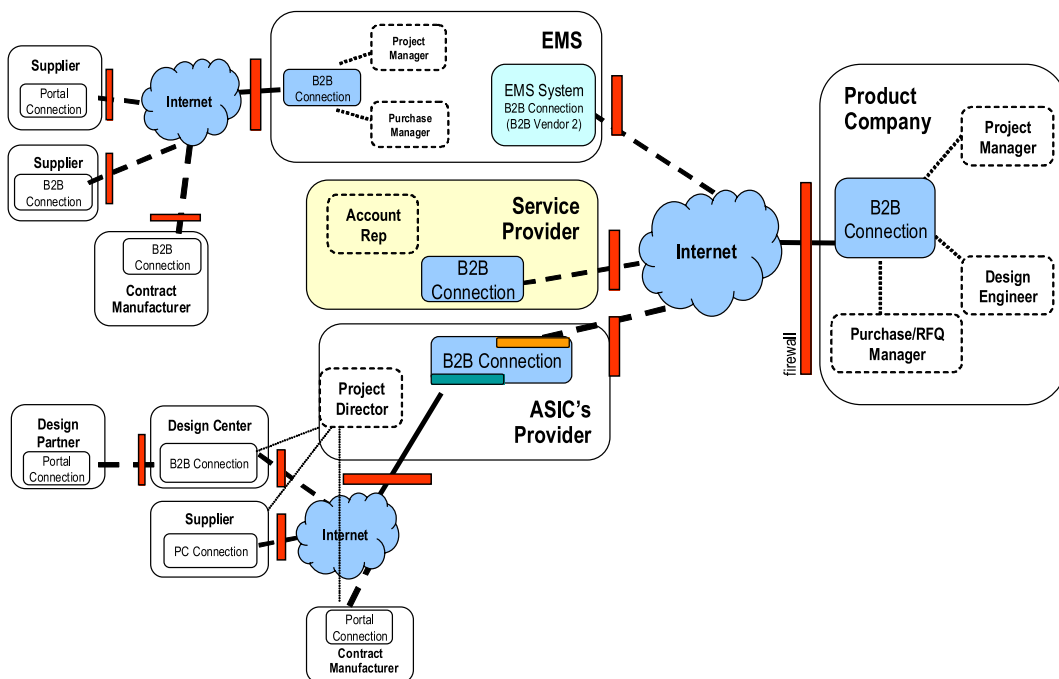 EMS
Project
Manager
B2B
Connection
Purchase
Manager
EMS System
B2B Connection
(B2B Vendor 2)
Supplier
Portal
Connection
Internet
Supplier
B2B
Connection
B2B
Connection
Contract
Manufacturer
Service
Provider
Account
Rep
B2B
Connection
Internet
Product
Company
Project
Manager
B2B
Connection
Design
Engineer
Purchase/RFQ
Manager
firewall
B2B Connection
Project
Director
ASIC's
Provider
Design
Partner
Portal
Connection
Design Center
B2B Connection
Supplier
PC Connection
Internet
Portal
Connection
Contract
Manufacturer